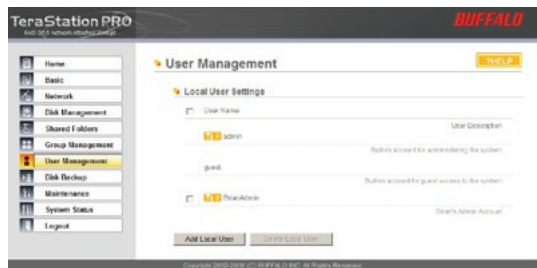 TeraStation PRO
BUFFALO
Home
Basic
Network
Disk Management
Shared Folders
Group Management
User Management
Disk Backup
Maintenance
System Status
Logout
User Management
HELP
Local User Settings
User Name
User Description
admin
Built-in account for administering the system
guest
Built-in account for guest access to the system
BrianAdmin
Brian's Admin Account
Add Local User
Delete Local User